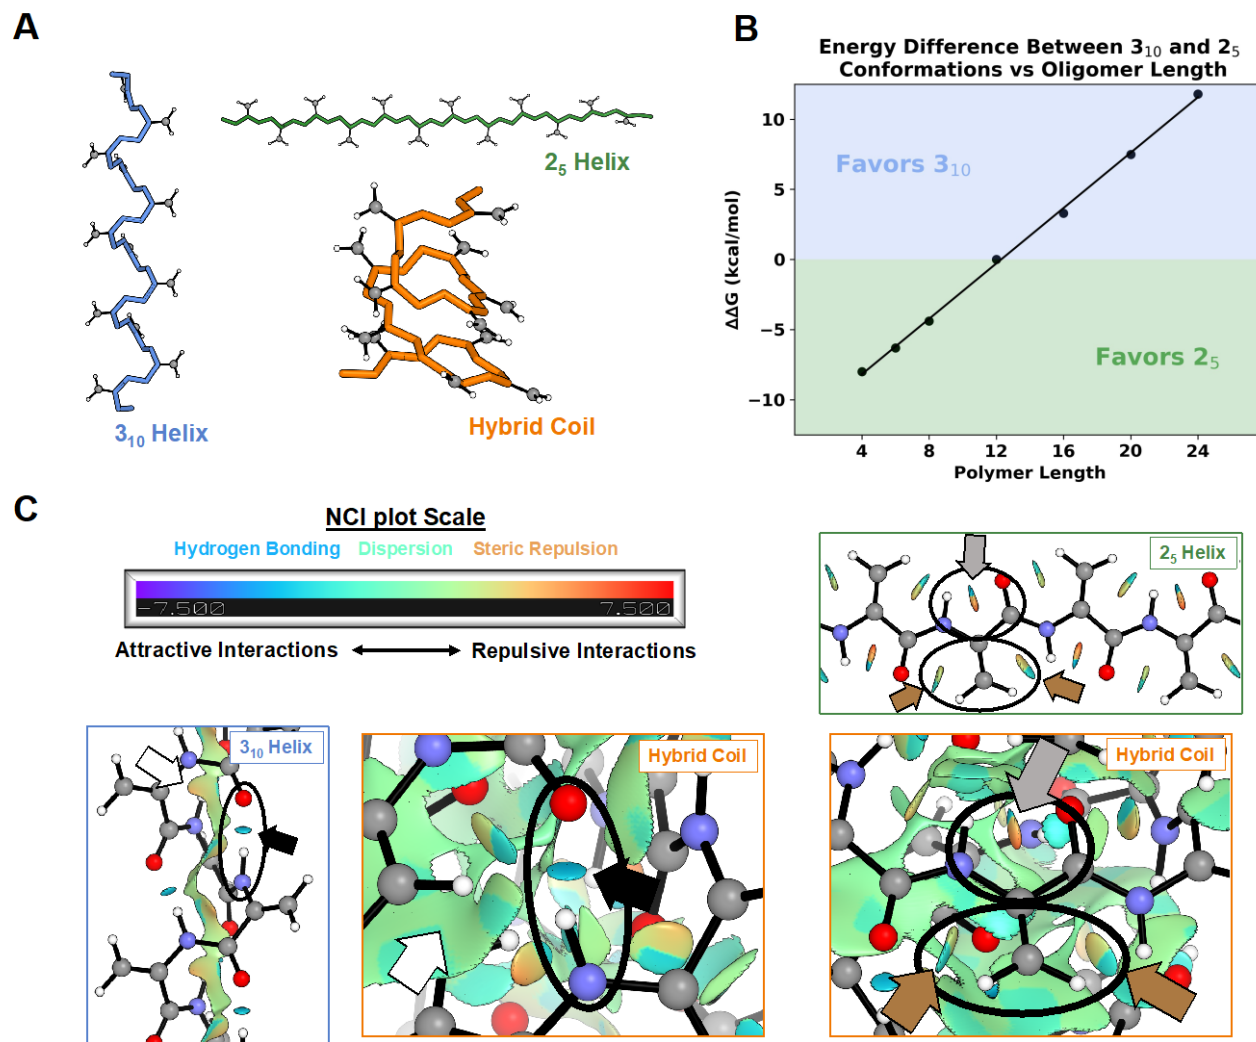 A
3₁₀ Helix
2₅ Helix
Hybrid Coil
B
Energy Difference Between 3₁₀ and 2₅
Conformations vs Oligomer Length
ΔΔG (kcal/mol)
10
5
0
−5
−10
Favors 3₁₀
Favors 2₅
4 8 12 16 20 24
Polymer Length
C
NCI plot Scale
Hydrogen Bonding Dispersion Steric Repulsion
-7.500 7.500
Attractive Interactions Repulsive Interactions
2₅ Helix
3₁₀ Helix
Hybrid Coil
Hybrid Coil